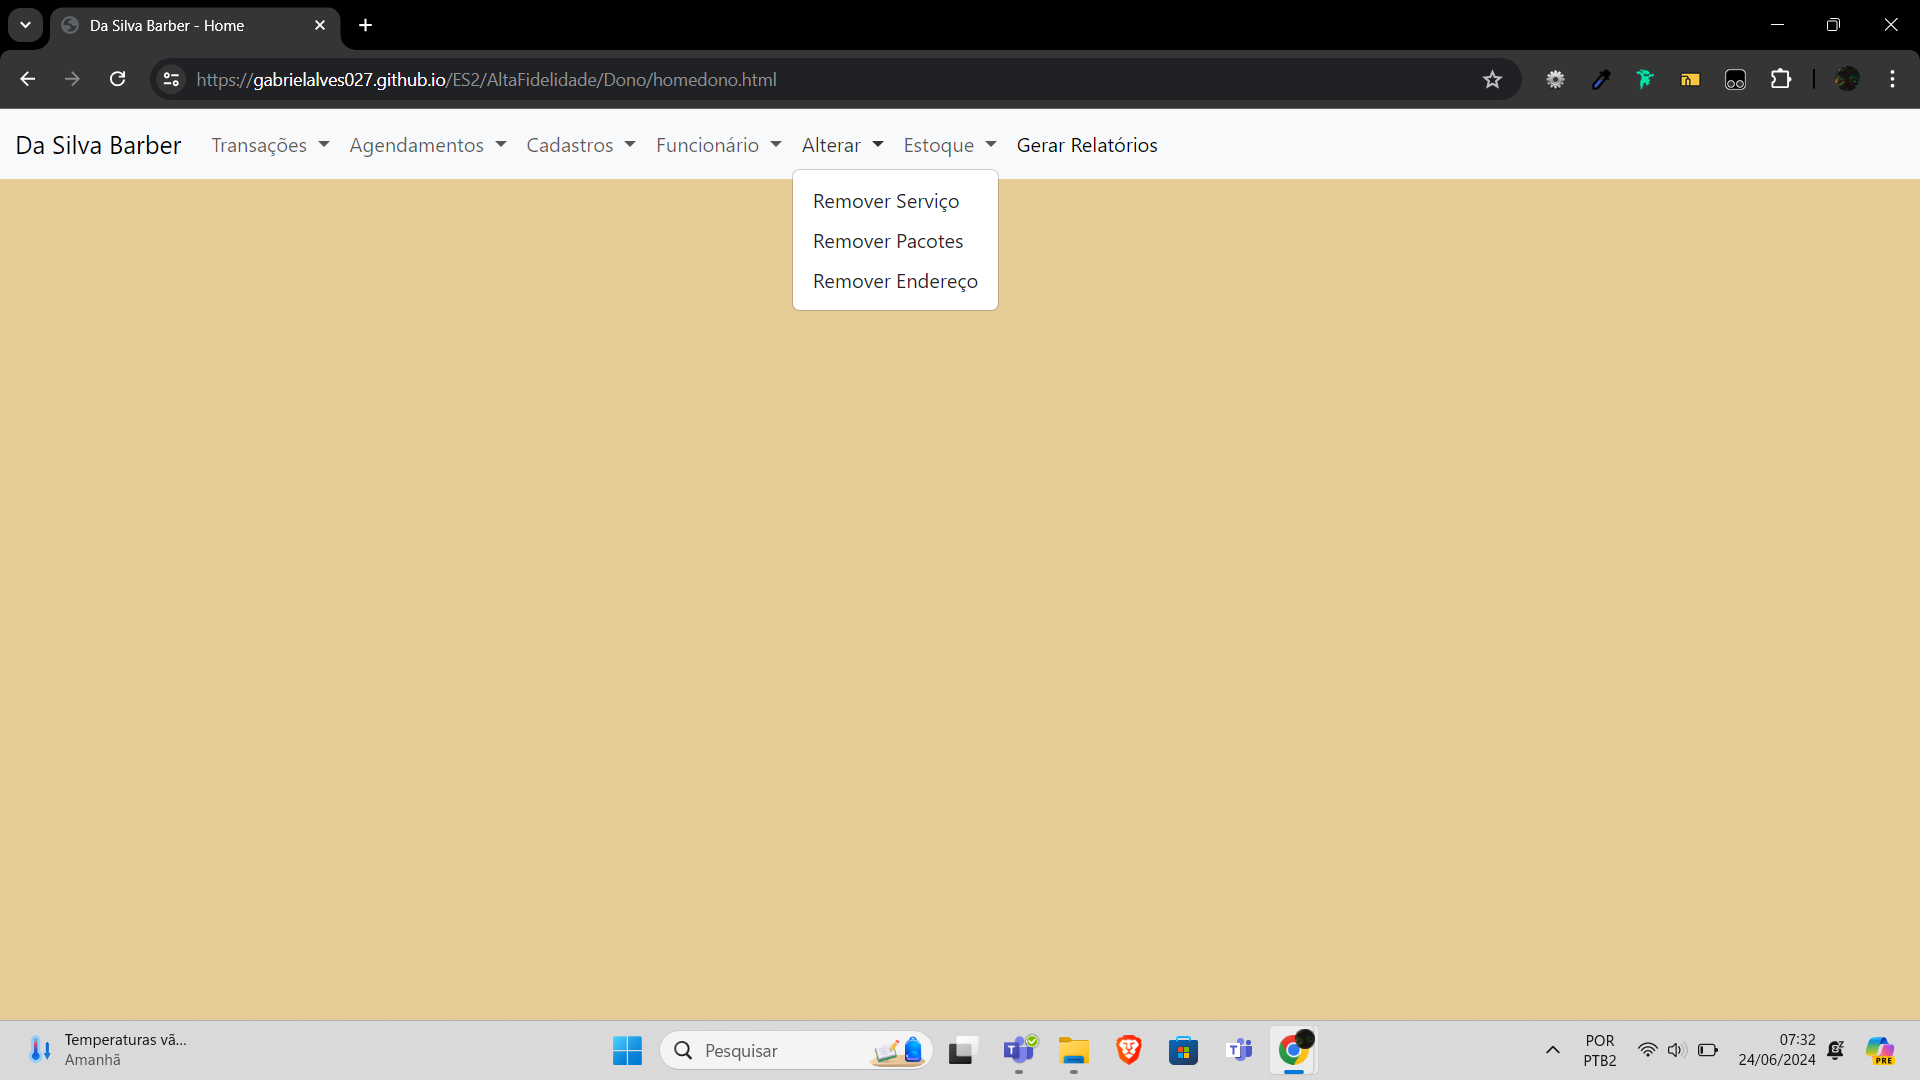 Da Silva Barber - Home
https://gabrielalves027.github.io/ES2/AltaFidelidade/Dono/homedono.html
Da Silva Barber Transações Agendamentos Cadastros Funcionário Alterar Estoque Gerar Relatórios
Remover Serviço
Remover Pacotes
Remover Endereço
Temperaturas vã...
Amanhã
Pesquisar
POR
PTB2
07:32
24/06/2024
PRE